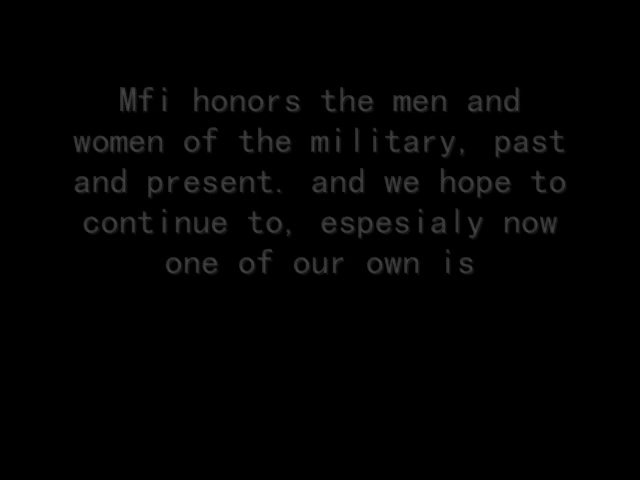 Mfi honors the men and
women of the military, past
and present. and we hope to
continue to, espesialy now
one of our own is